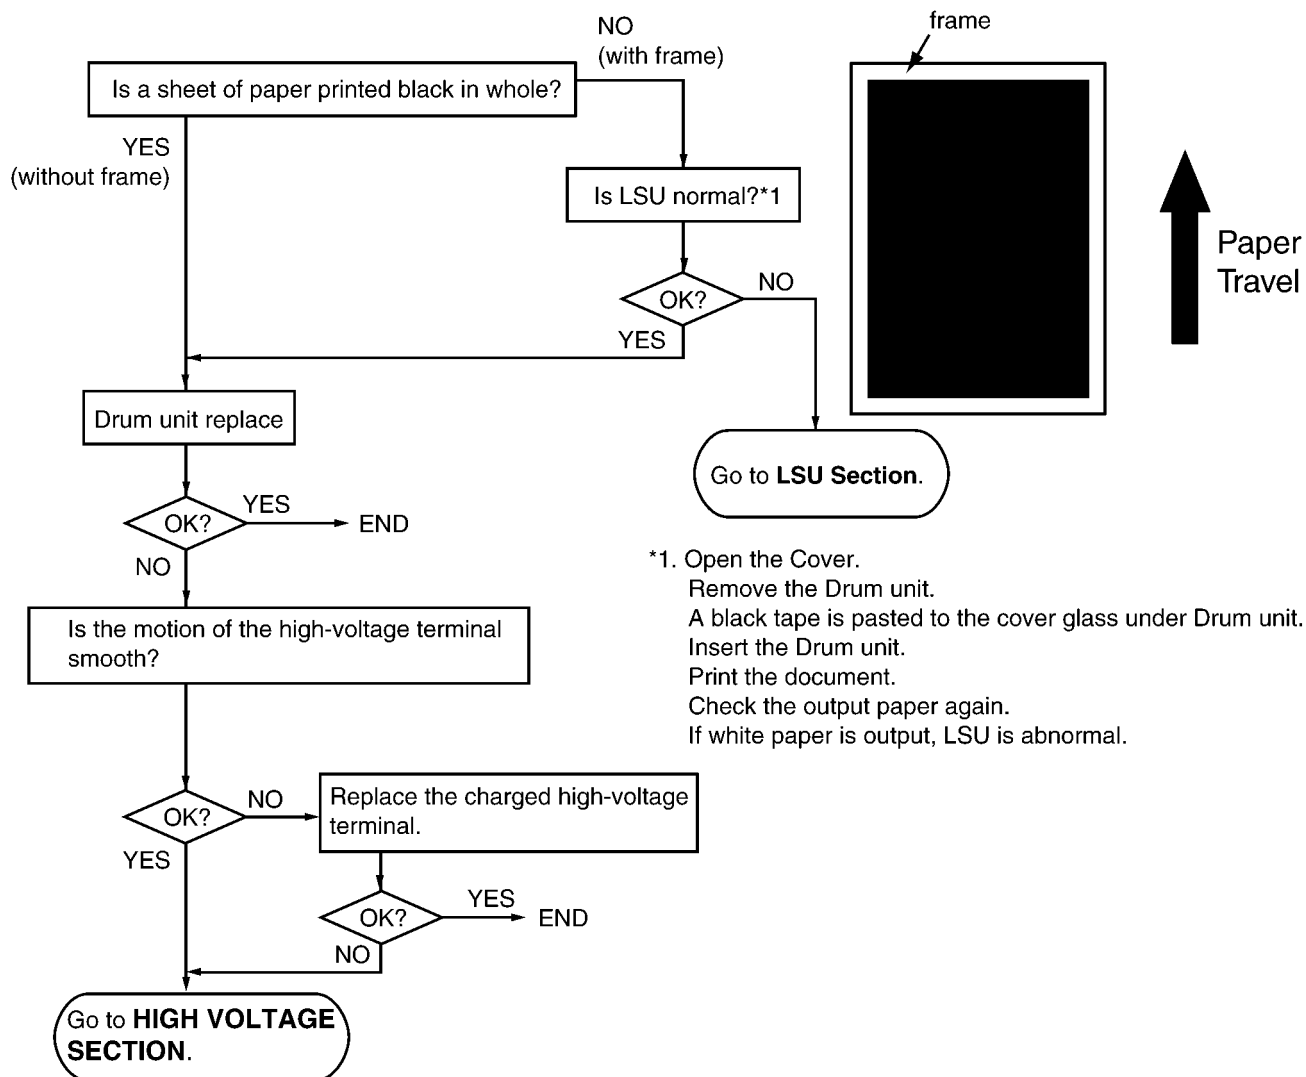 frame
NO
(with frame)
Is a sheet of paper printed black in whole?
YES
(without frame)
Is LSU normal?*1
Paper
Travel
OK?
NO
YES
Drum unit replace
Go to LSU Section.
OK?
YES
END
NO
*1. Open the Cover.
Remove the Drum unit.
A black tape is pasted to the cover glass under Drum unit.
Insert the Drum unit.
Print the document.
Check the output paper again.
If white paper is output, LSU is abnormal.
Is the motion of the high-voltage terminal
smooth?
OK?
NO
YES
Replace the charged high-voltage
terminal.
OK?
YES
END
NO
Go to HIGH VOLTAGE
SECTION.